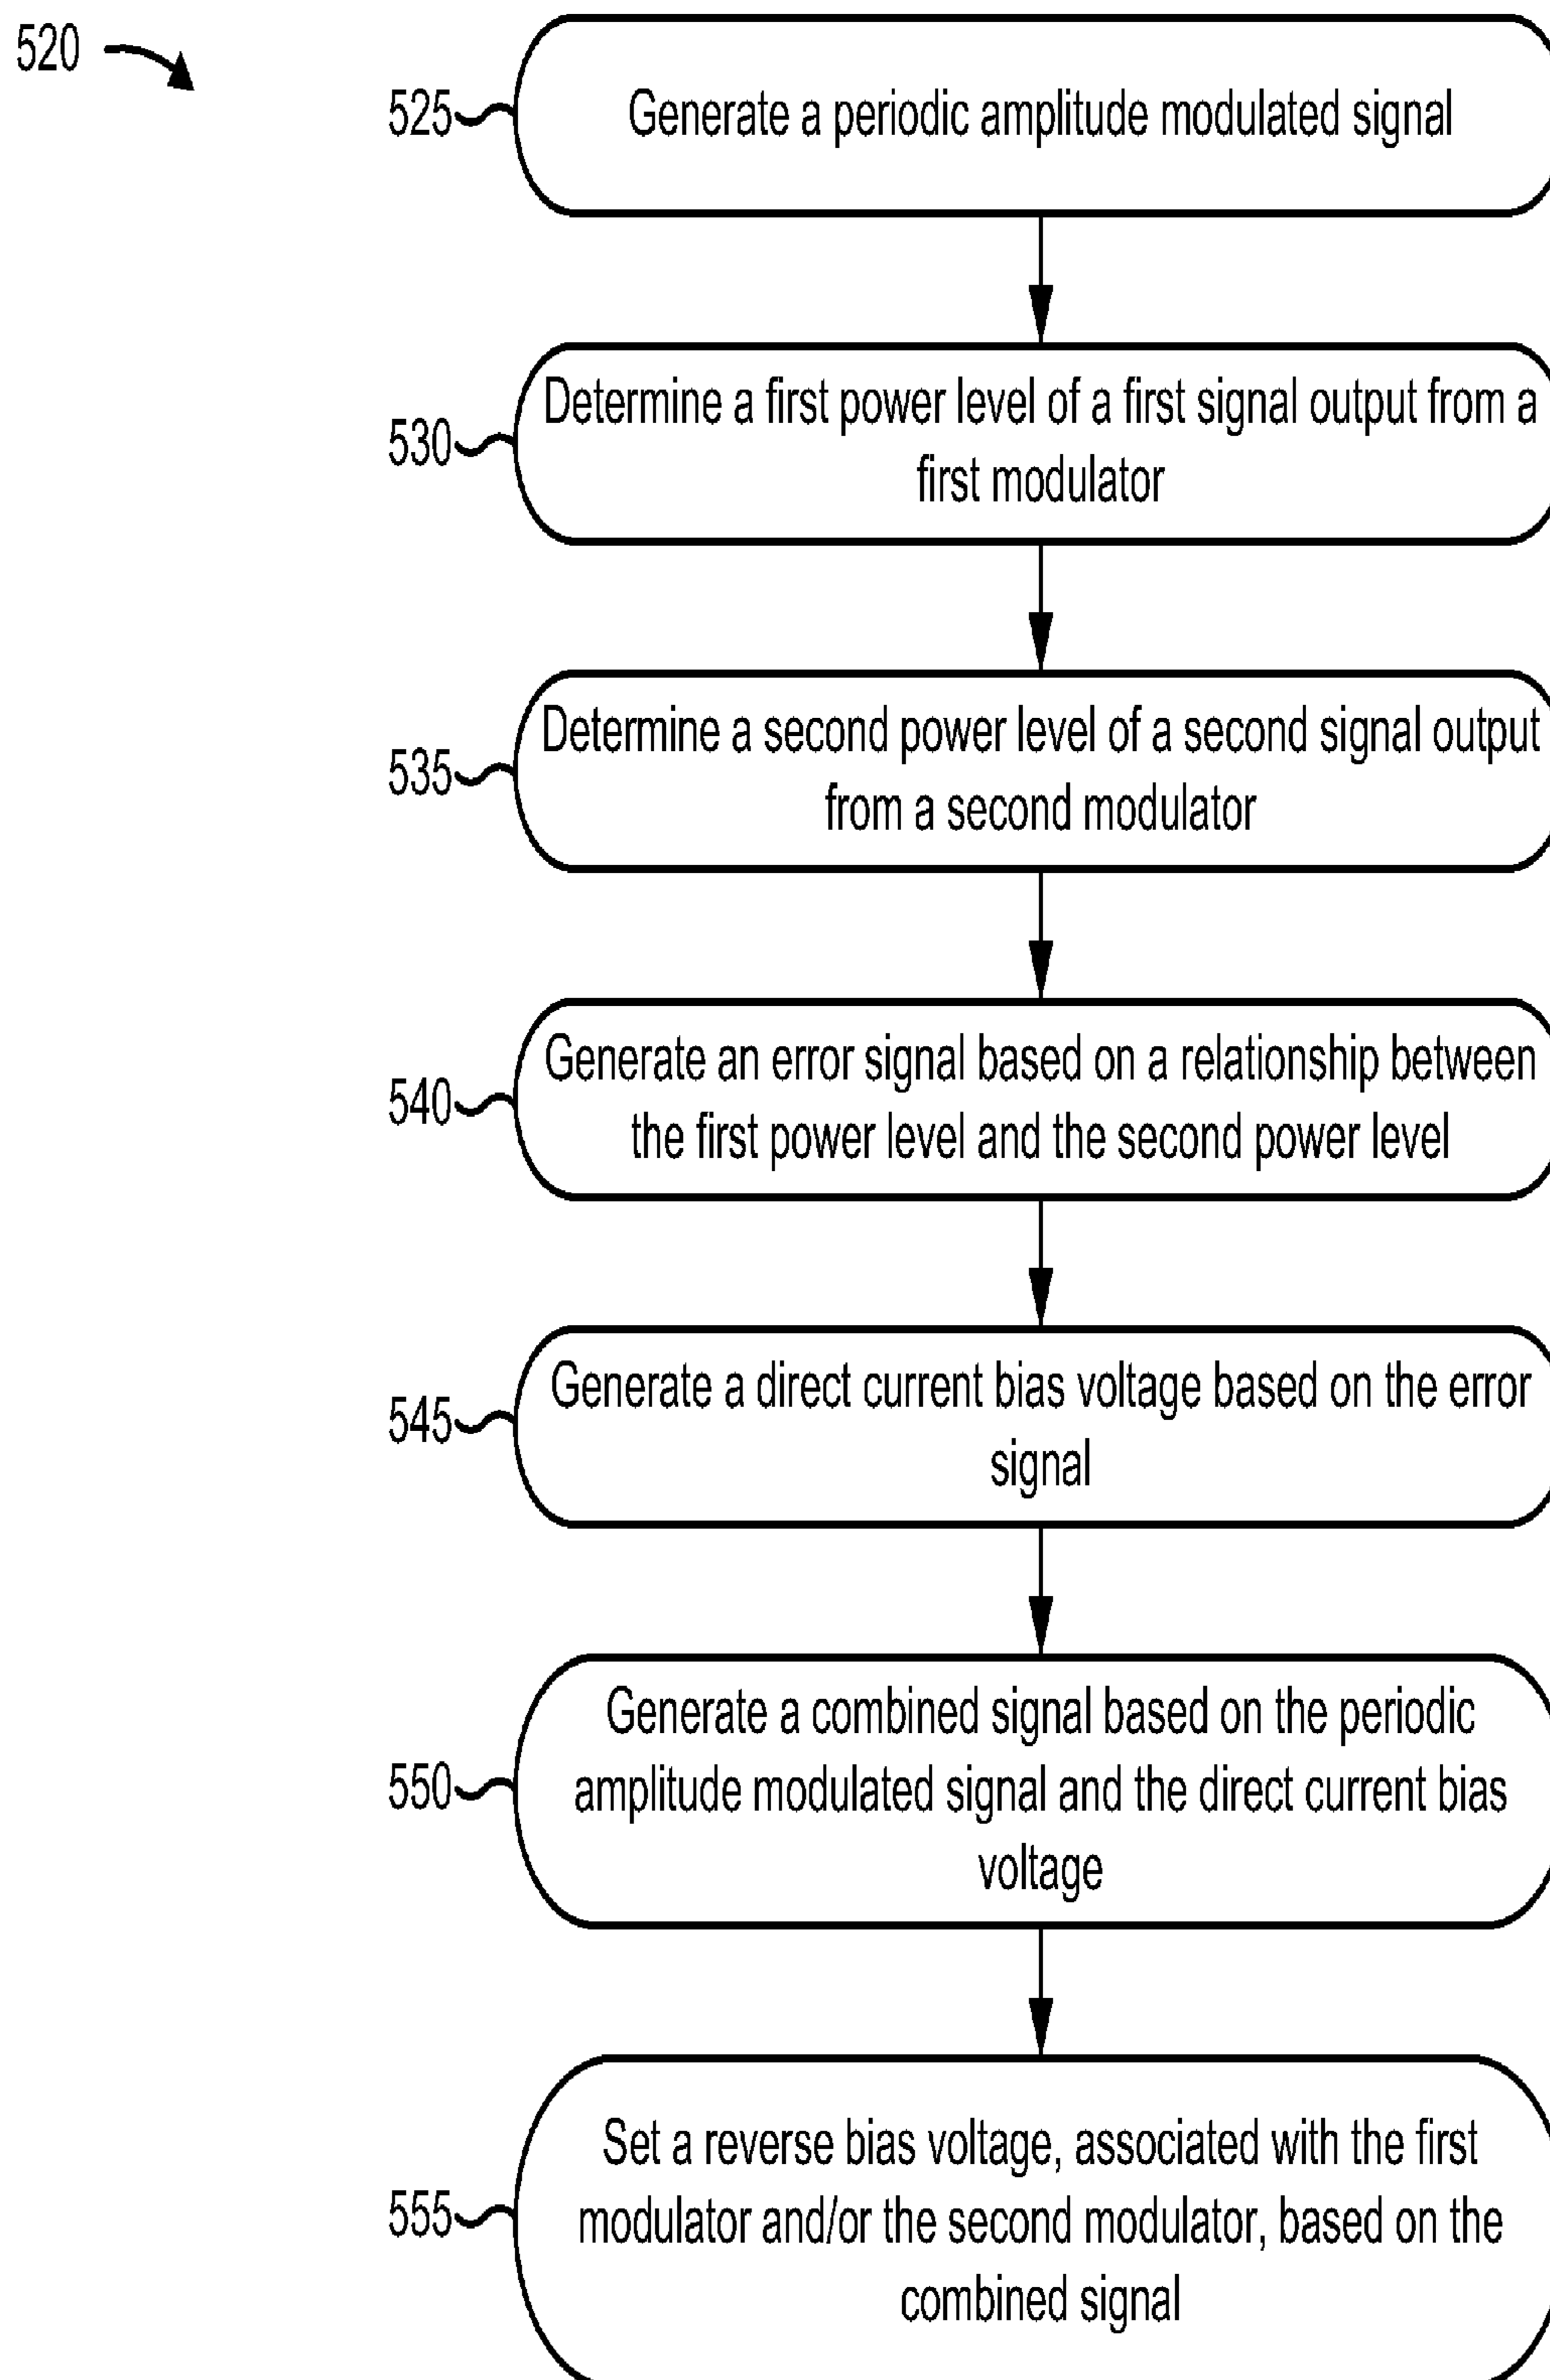 520
525
Generate a periodic amplitude modulated signal
530
Determine a first power level of a first signal output from a
first modulator
535
Determine a second power level of a second signal output
from a second modulator
540
Generate an error signal based on a relationship between
the first power level and the second power level
545
Generate a direct current bias voltage based on the error
signal
550
Generate a combined signal based on the periodic
amplitude modulated signal and the direct current bias
voltage
555
Set a reverse bias voltage, associated with the first
modulator and/or the second modulator, based on the
combined signal